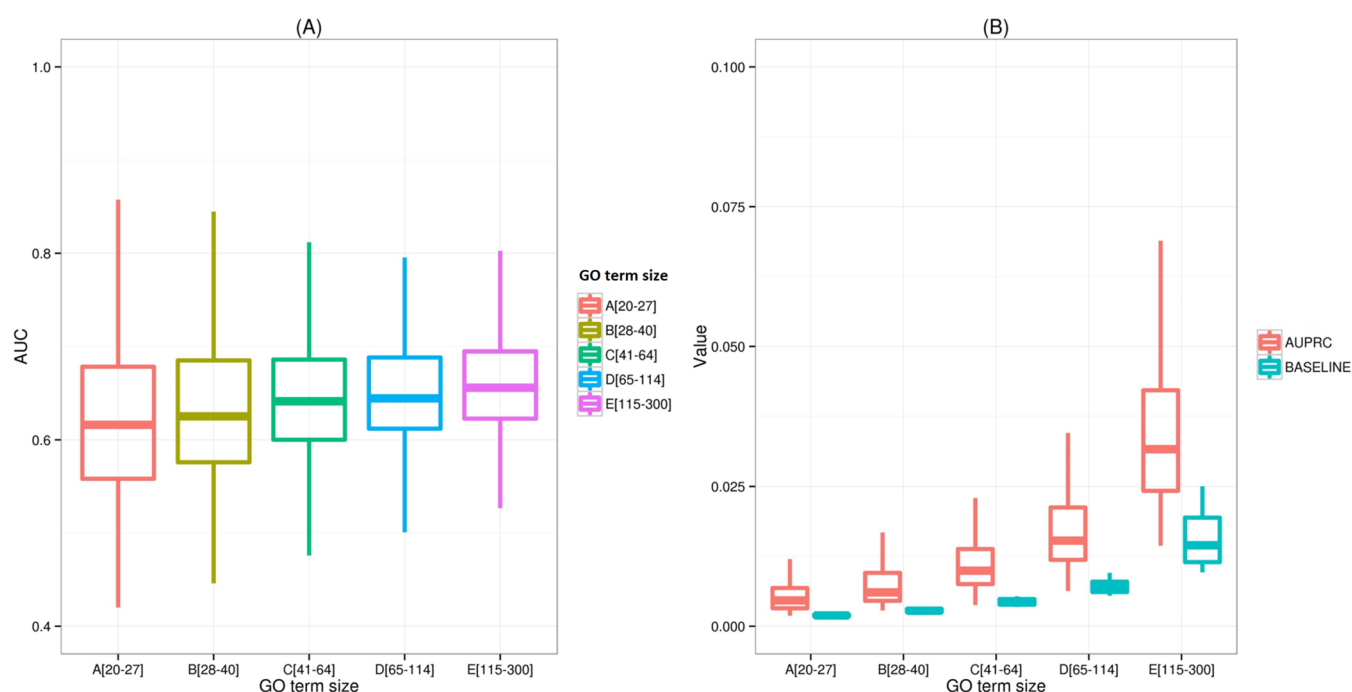 (A)
1.0
0.8
0.6
0.4
AUC
A[20-27]
B[28-40]
C[41-64]
D[65-114]
E[115-300]
GO term size
GO term size
A[20-27]
B[28-40]
C[41-64]
D[65-114]
E[115-300]
(B)
0.100
0.075
0.050
0.025
0.000
Value
A[20-27]
B[28-40]
C[41-64]
D[65-114]
E[115-300]
GO term size
AUPRC
BASELINE